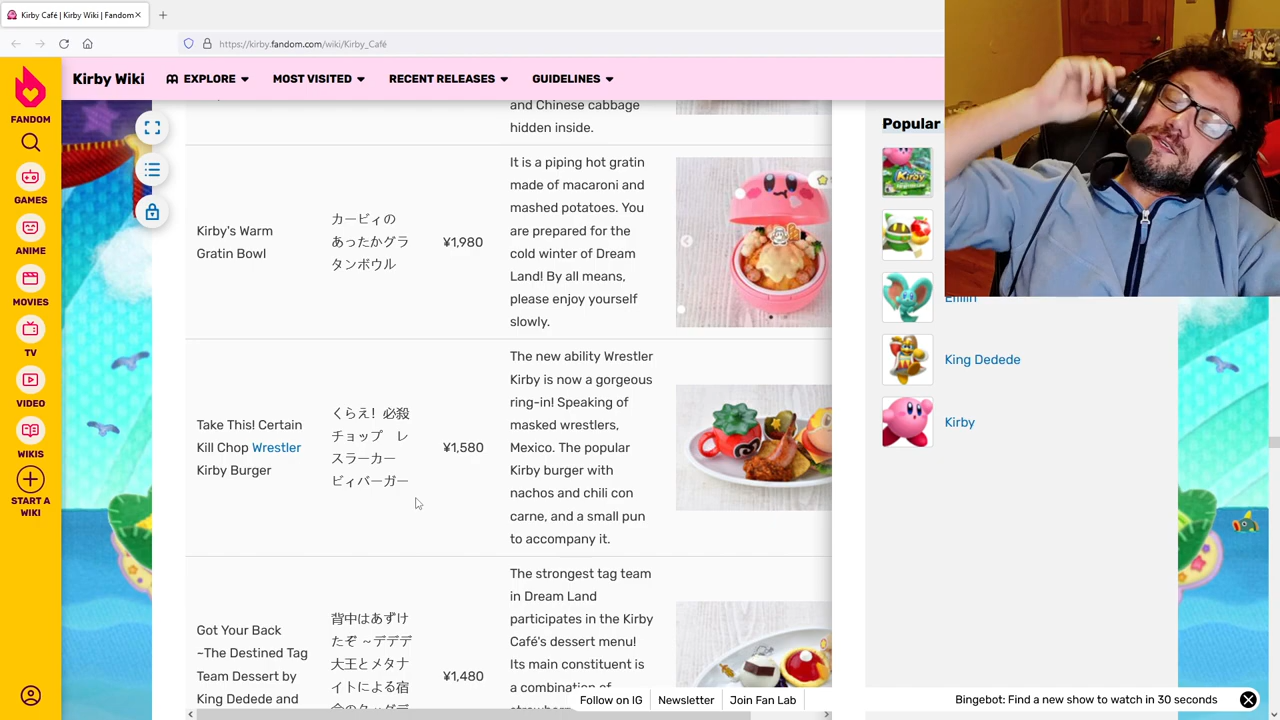 Kirby Café | Kirby Wiki | Fandom
https://kirby.fandom.com/wiki/Kirby_Café
FANDOM
GAMES
ANIME
MOVIES
TV
VIDEO
WIKIS
START A
WIKI
Kirby Wiki
EXPLORE
MOST VISITED
RECENT RELEASES
GUIDELINES
and Chinese cabbage
hidden inside.
Kirby's Warm
Gratin Bowl
カービィの
あったかグラ
タンボウル
¥1,980
It is a piping hot gratin
made of macaroni and
mashed potatoes. You
are prepared for the
cold winter of Dream
Land! By all means,
please enjoy yourself
slowly.
Take This! Certain
Kill Chop Wrestler
Kirby Burger
くらえ！必殺
チョップ レ
スラーカー
ビィバーガー
¥1,580
The new ability Wrestler
Kirby is now a gorgeous
ring-in! Speaking of
masked wrestlers,
Mexico. The popular
Kirby burger with
nachos and chili con
carne, and a small pun
to accompany it.
Got Your Back
~The Destined Tag
Team Dessert by
King Dedede and
背中はあずけ
たぞ ～デデデ
大王とメタナ
イトによる宿
¥1,480
The strongest tag team
in Dream Land
participates in the Kirby
Café's dessert menu!
Its main constituent is
a combination of
Popular
Elfilin
King Dedede
Kirby
Follow on IG
Newsletter
Join Fan Lab
Bingebot: Find a new show to watch in 30 seconds